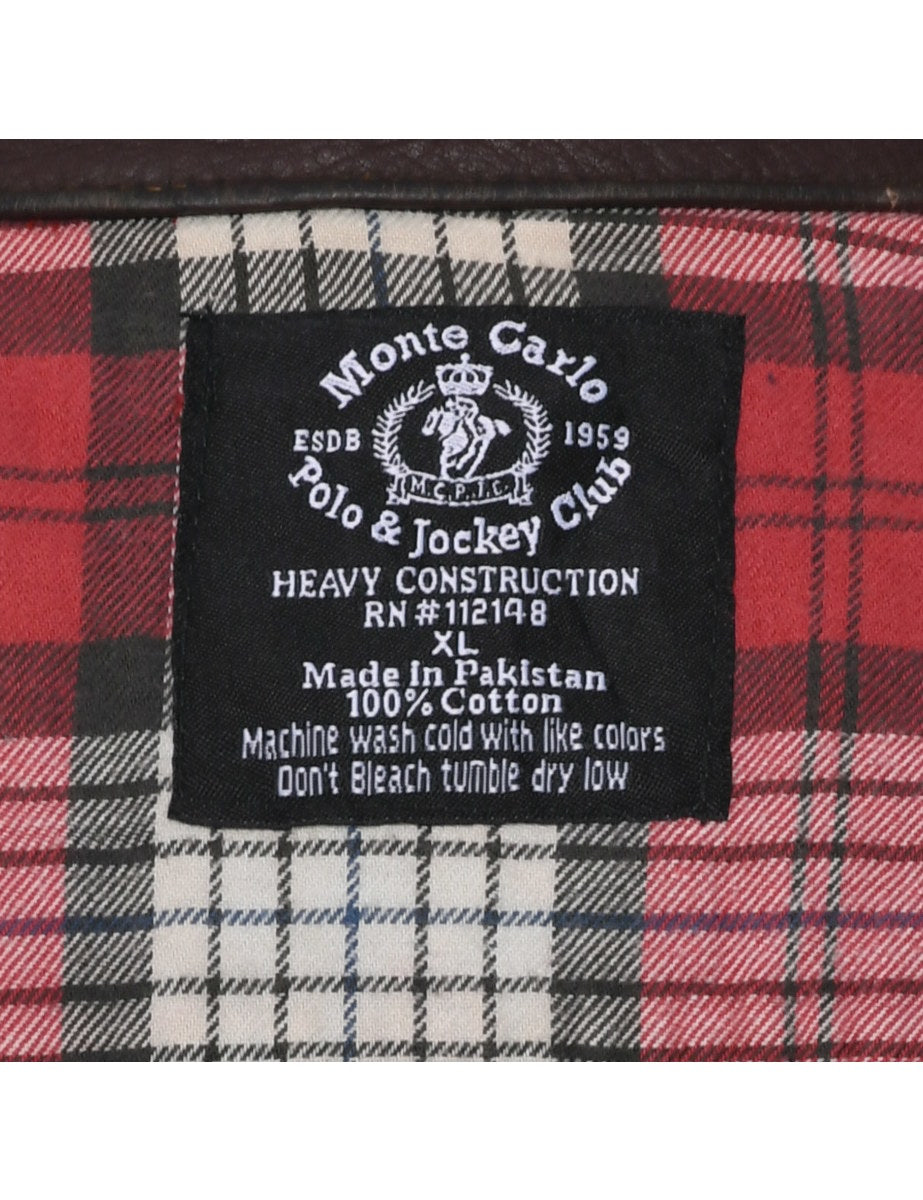 Monte Carlo
ESDB 1959
M.C.P.J.C.
Polo & Jockey Club
HEAVY CONSTRUCTION
RN #112148
XL
Made in Pakistan
100% Cotton
Machine wash cold with like colors
Don't Bleach tumble dry low